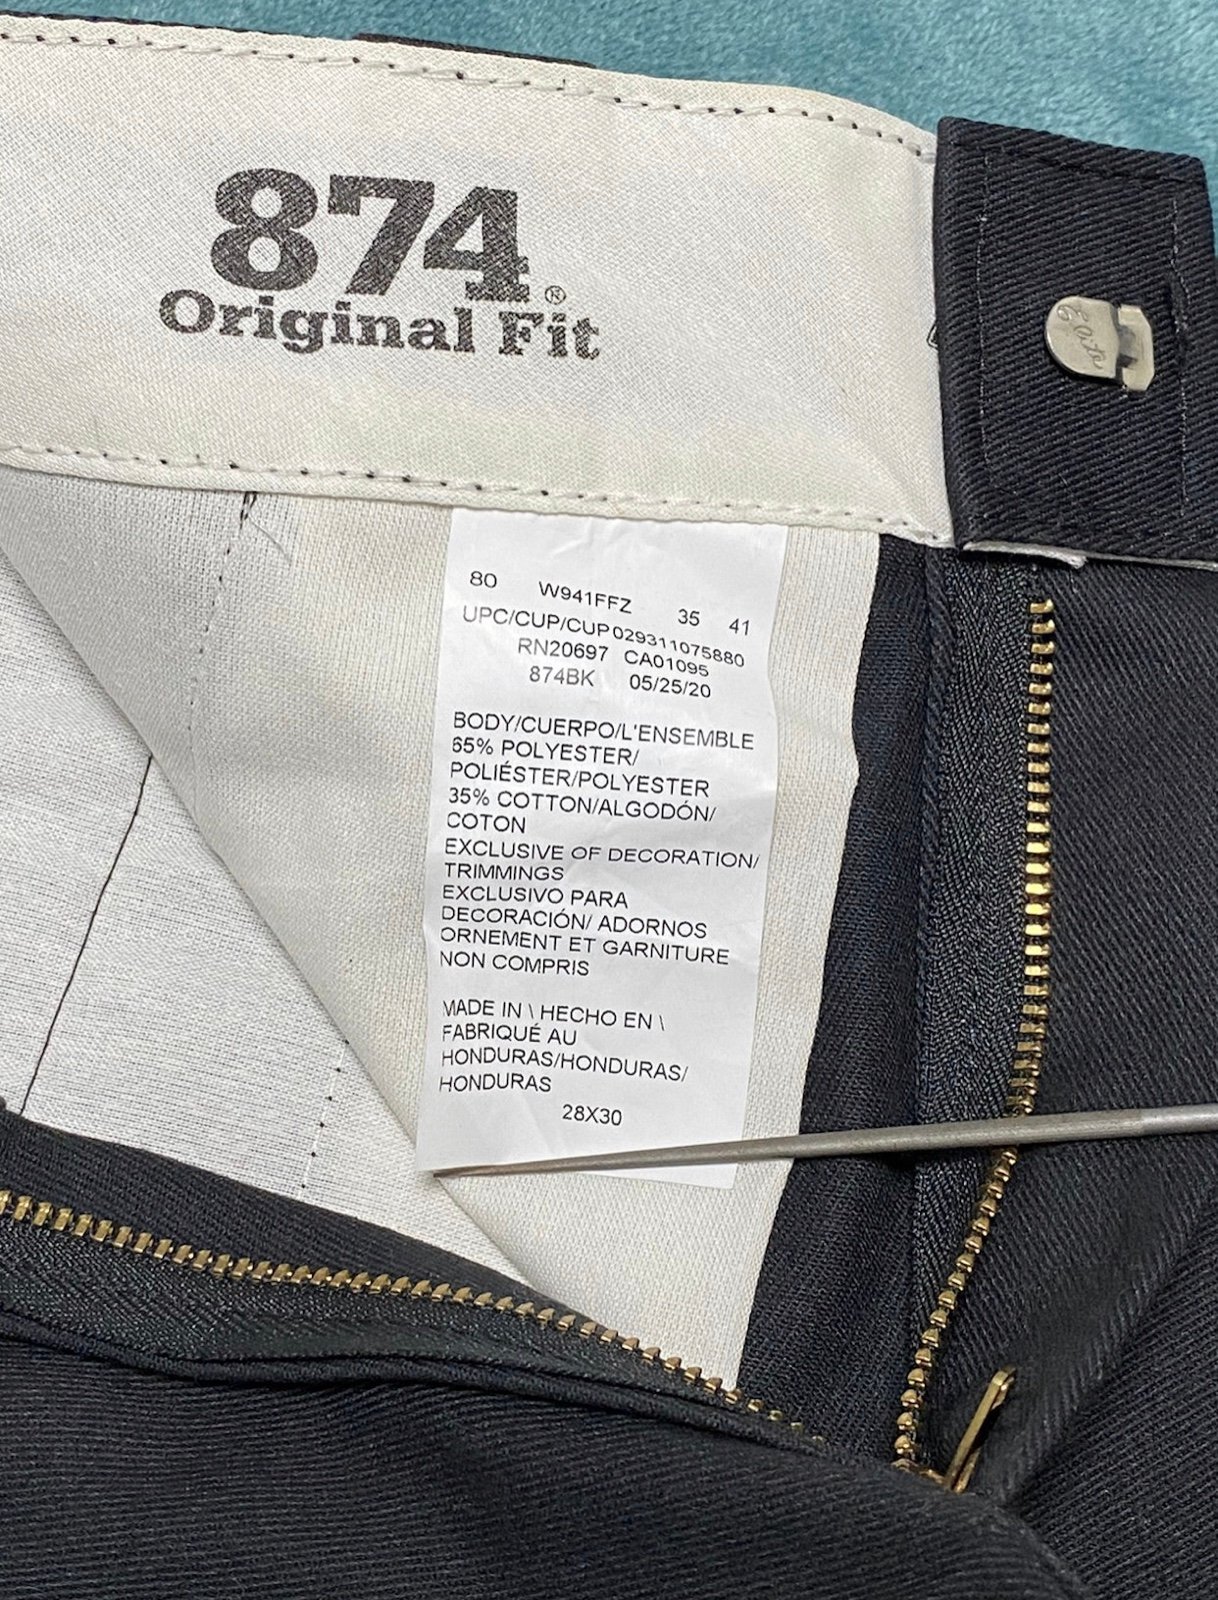 874®
Original Fit
80 W941FFZ 35 41
UPC/CUP/CUP 029311075880
RN20697 CA01095
874BK 05/25/20
BODY/CUERPO/L'ENSEMBLE
65% POLYESTER/
POLIÉSTER/POLYESTER
35% COTTON/ALGODÓN/
COTON
EXCLUSIVE OF DECORATION/
TRIMMINGS
EXCLUSIVO PARA
DECORACIÓN/ ADORNOS
ORNEMENT ET GARNITURE
NON COMPRIS
MADE IN \ HECHO EN \
FABRIQUÉ AU
HONDURAS/HONDURAS/
HONDURAS
28X30